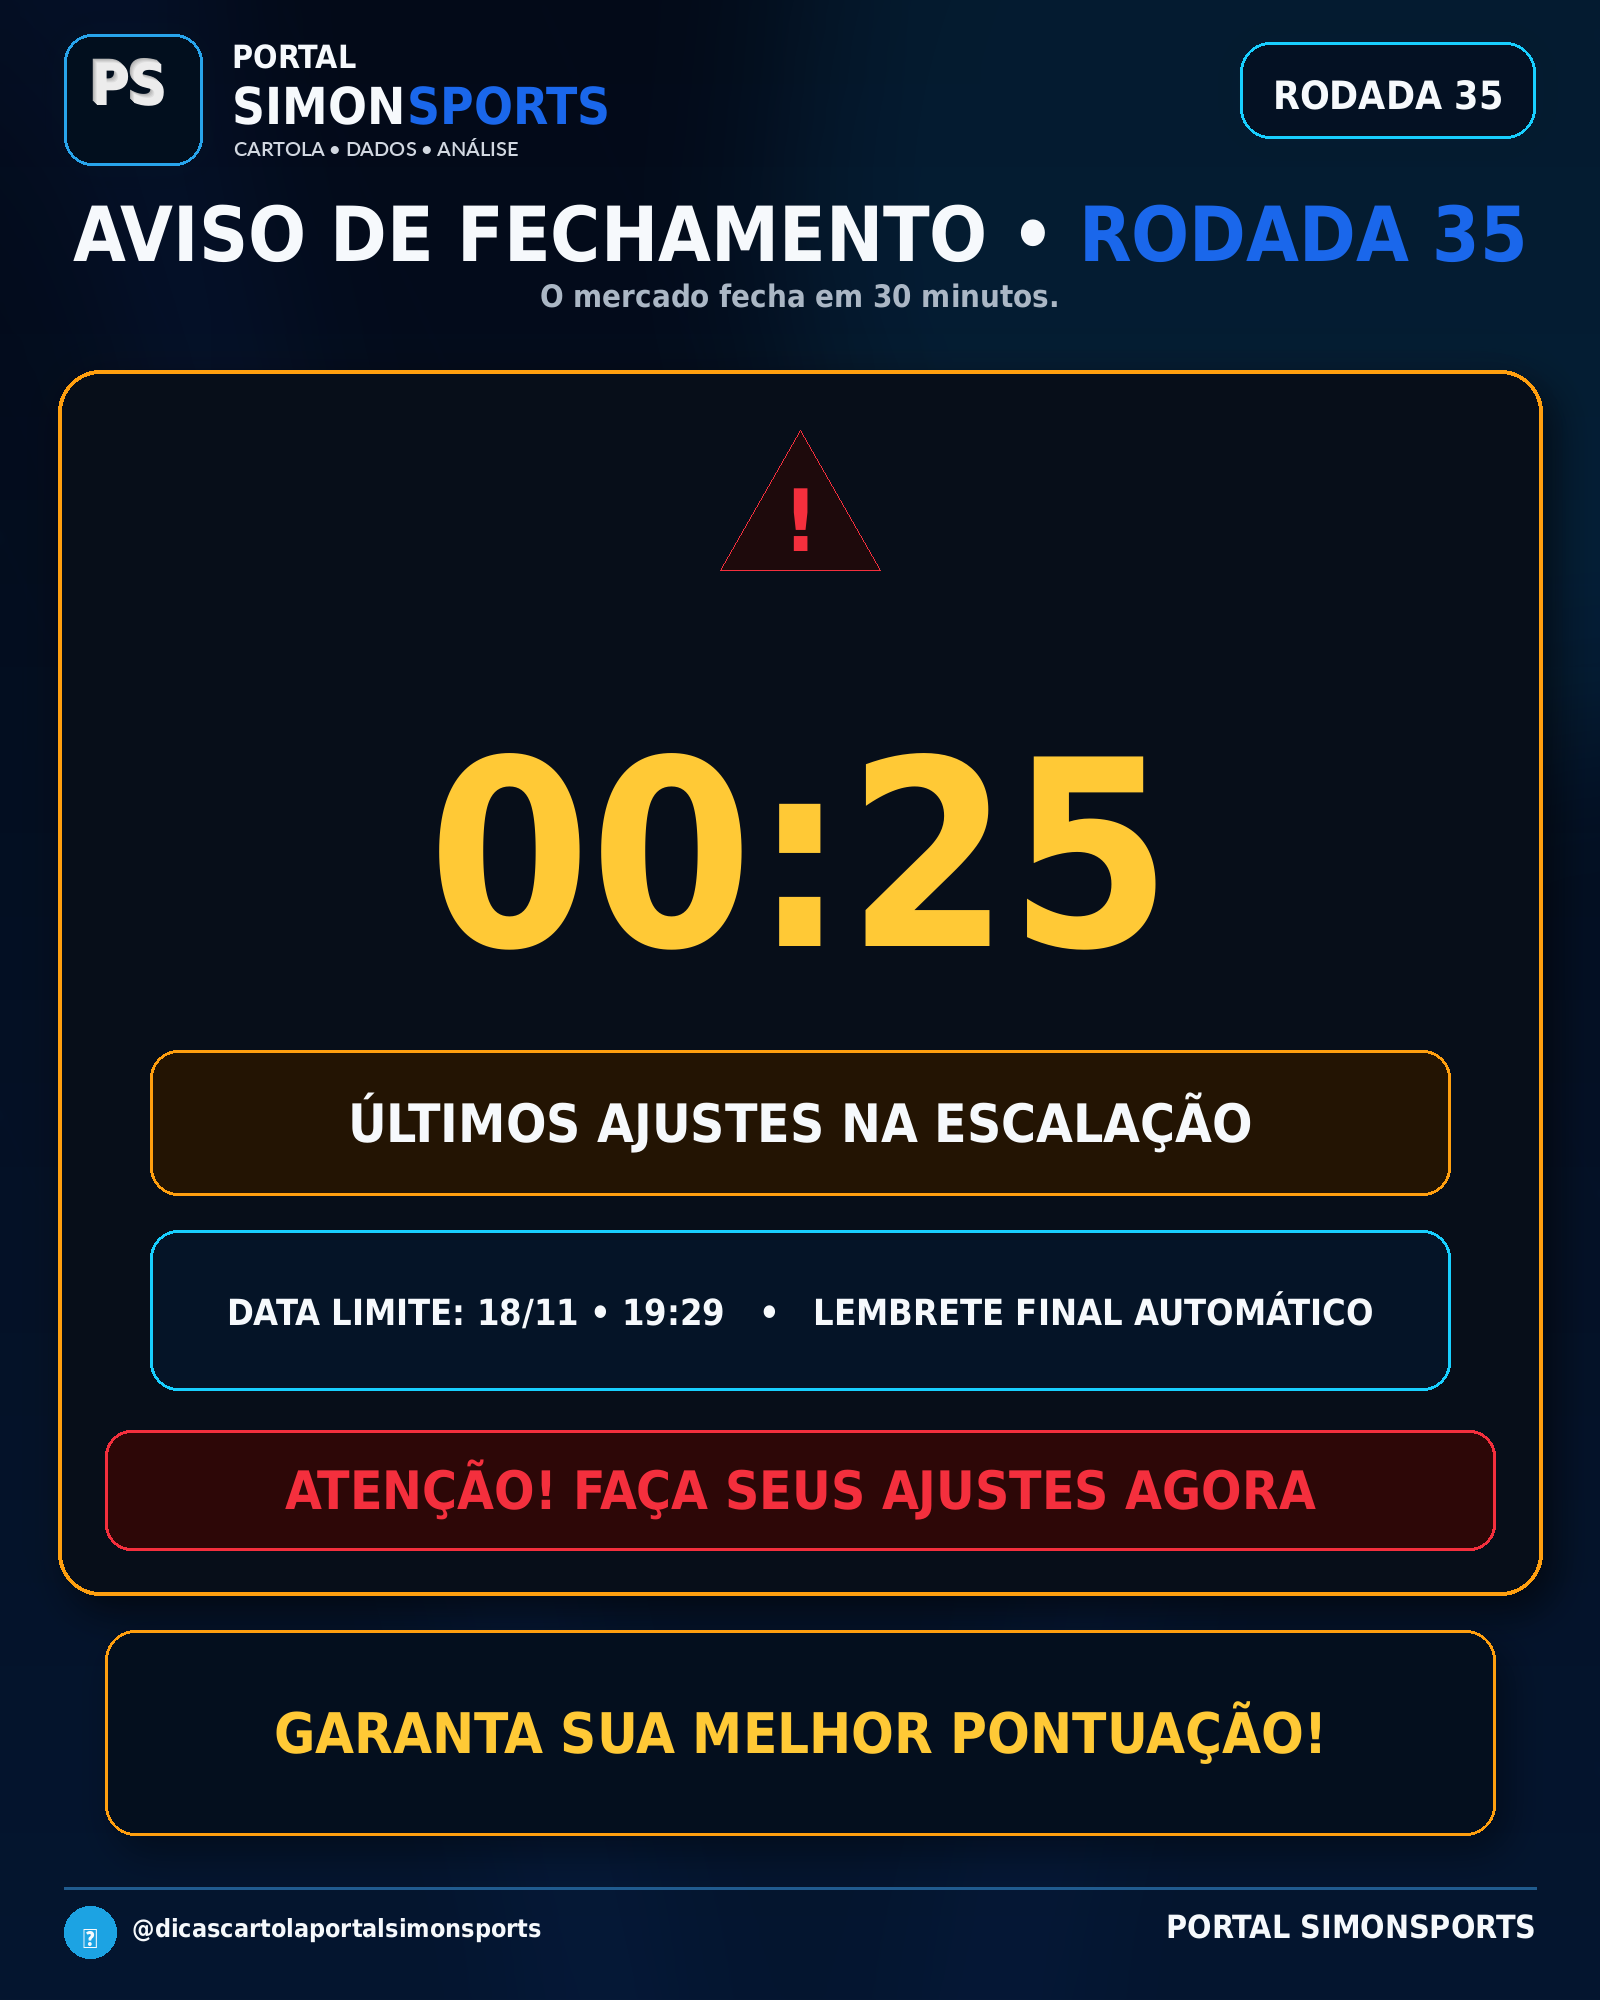 PS
PORTAL
SIMONSPORTS
CARTOLA • DADOS • ANÁLISE
RODADA 35
AVISO DE FECHAMENTO • RODADA 35
O mercado fecha em 30 minutos.
!
00:25
ÚLTIMOS AJUSTES NA ESCALAÇÃO
DATA LIMITE: 18/11 • 19:29 • LEMBRETE FINAL AUTOMÁTICO
ATENÇÃO! FAÇA SEUS AJUSTES AGORA
GARANTA SUA MELHOR PONTUAÇÃO!
@dicascartolaportalsimonsports
PORTAL SIMONSPORTS